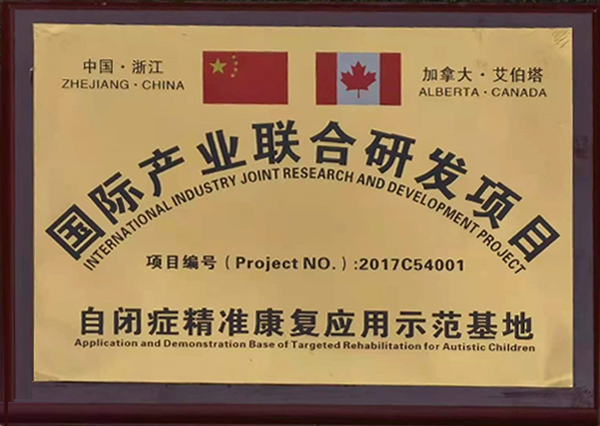 中国·浙江
ZHEJIANG·CHINA
加拿大·艾伯塔
ALBERTA·CANADA
国际产业联合研发项目
INTERNATIONAL INDUSTRY JOINT RESEARCH AND DEVELOPMENT PROJECT
项目编号（Project NO.）:2017C54001
自闭症精准康复应用示范基地
Application and Demonstration Base of Targeted Rehabilitation for Autistic Children